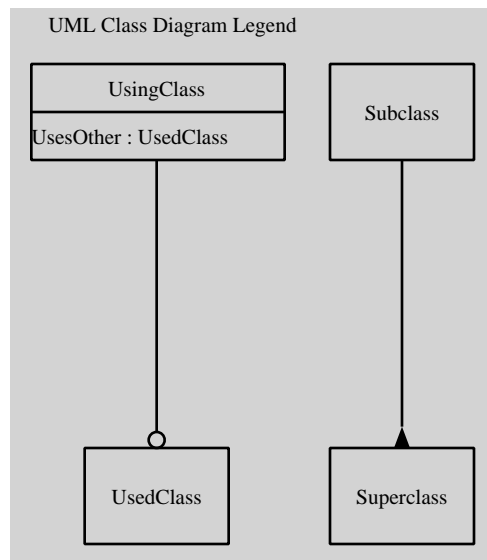 UML Class Diagram Legend
UsingClass
UsesOther : UsedClass
Subclass
UsedClass
Superclass